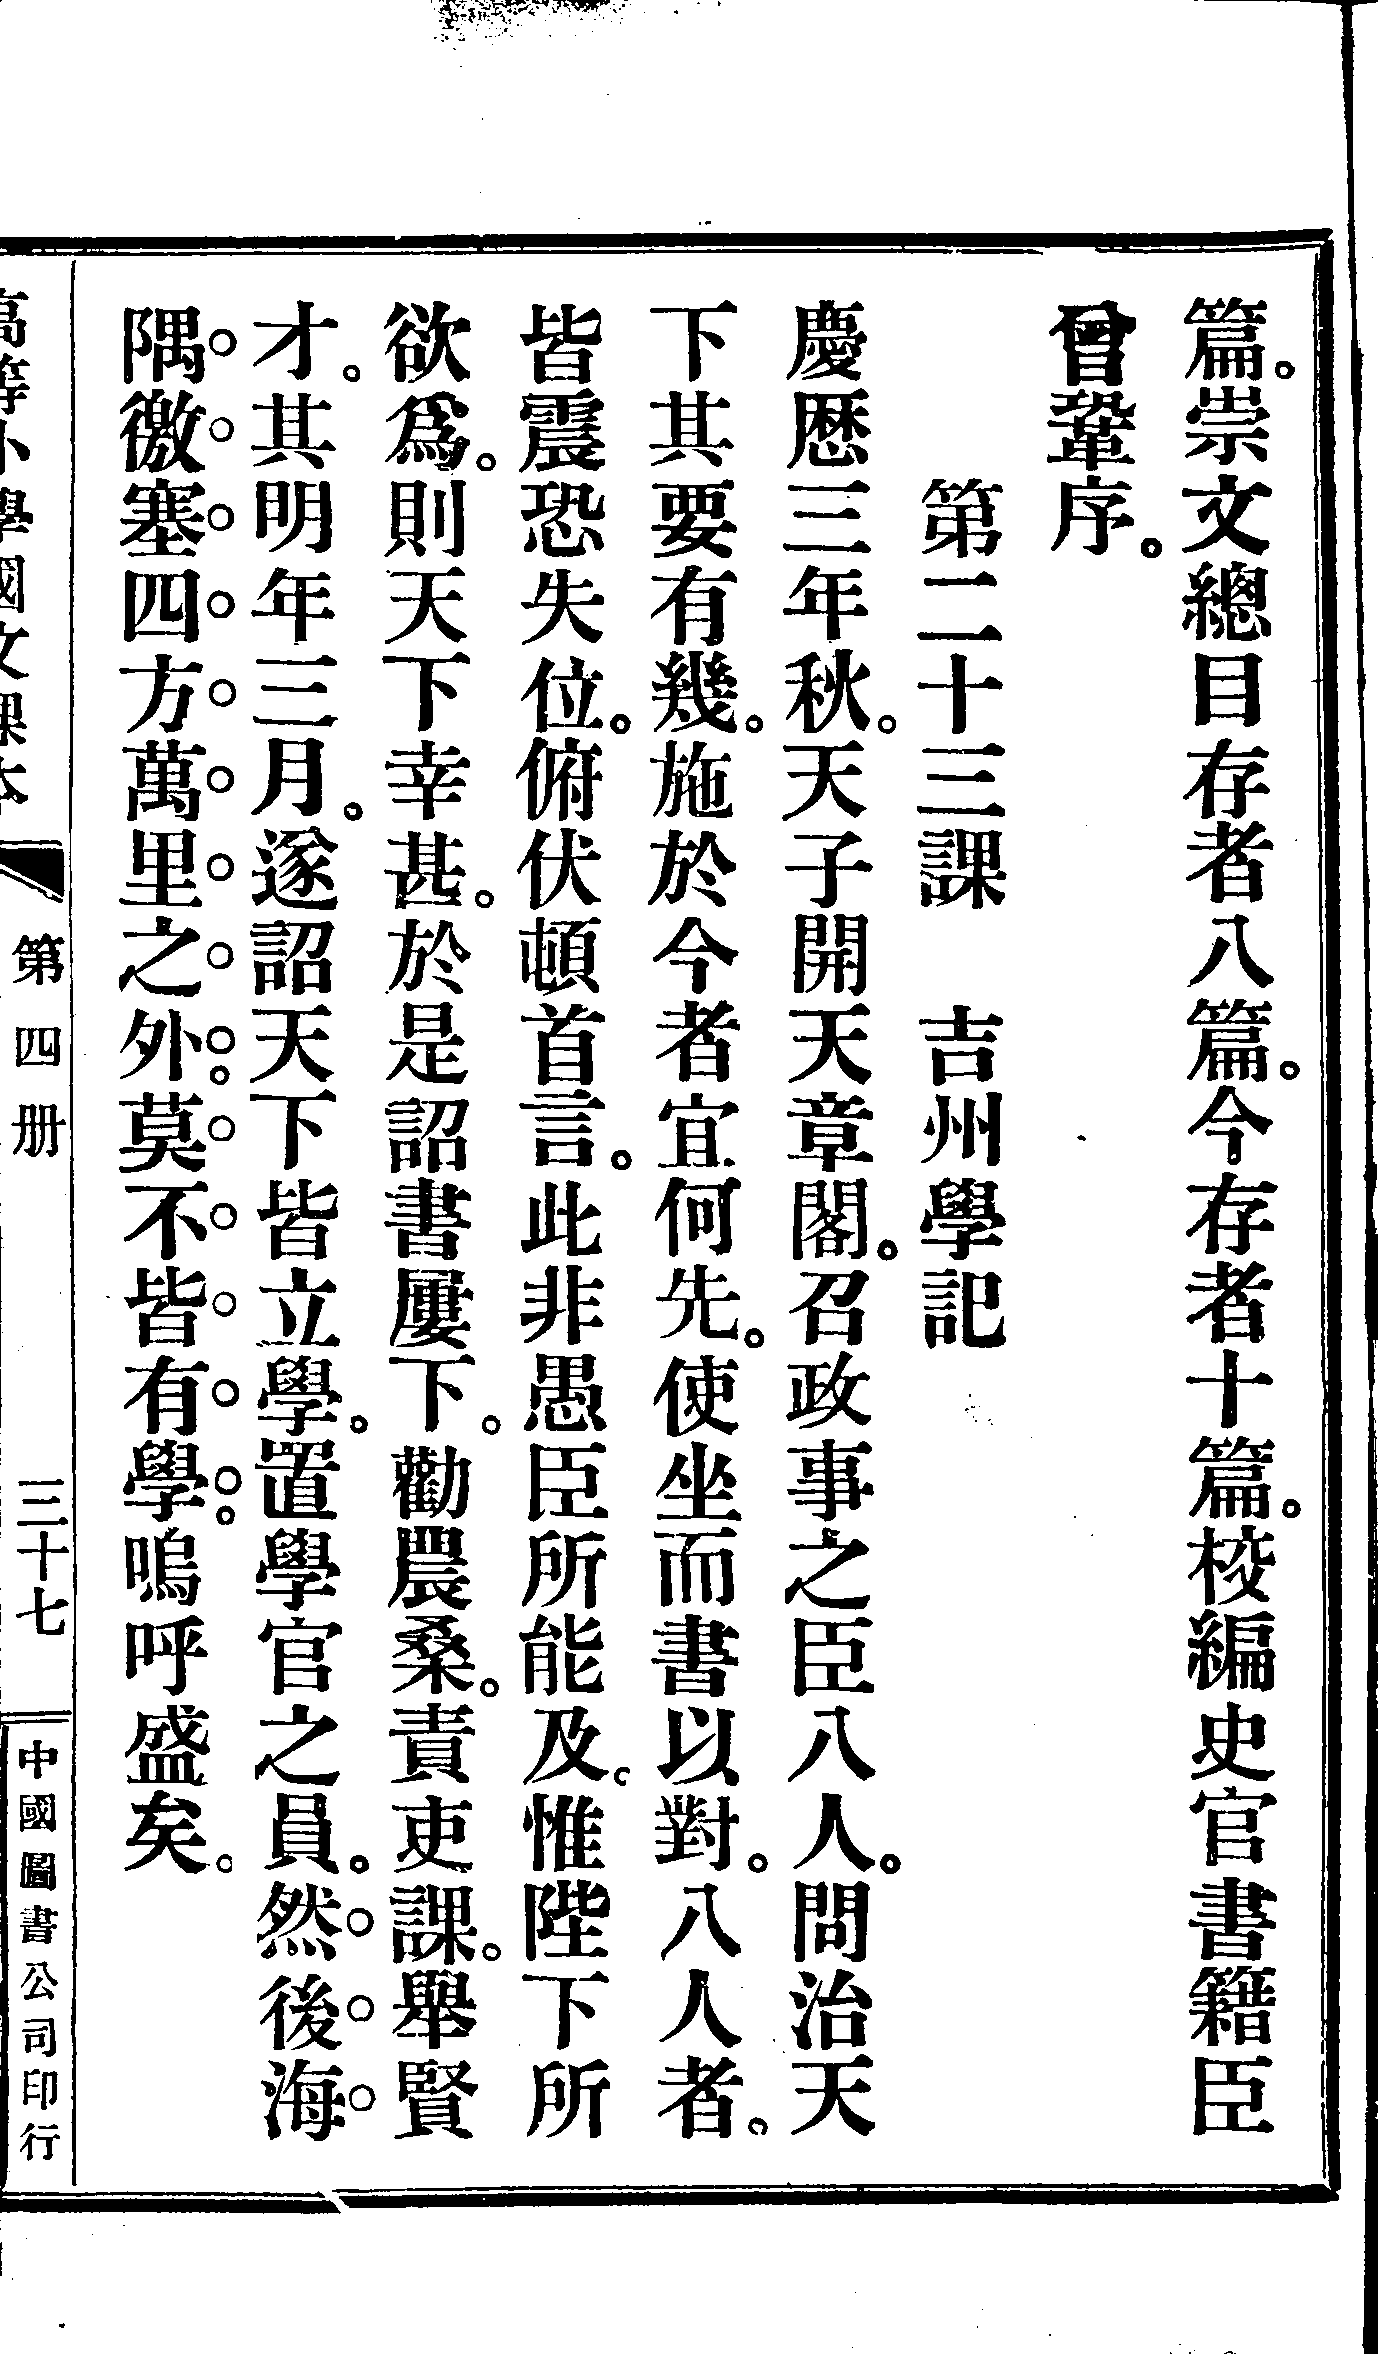 篇。崇文總目存者八篇。今存者十篇。校編史官書籍臣
曾鞏序。
第二十三課　吉州學記
慶歷三年秋。天子開天章閣。召政事之臣八人。問治天
下其要有幾。施於今者宜何先。使坐而書以對。八人者。
皆震恐失位。俯伏頓首言。此非愚臣所能及。惟陛下所
欲爲。則天下幸甚。於是詔書屢下。勸農桑。責吏課。舉賢
才。其明年三月。遂詔天下皆立學。置學官之員。然後海
隅徼塞四方萬里之外。莫不皆有學。嗚呼盛矣。
高等小學國文課本
第四册
三十七
中國圖書公司印行